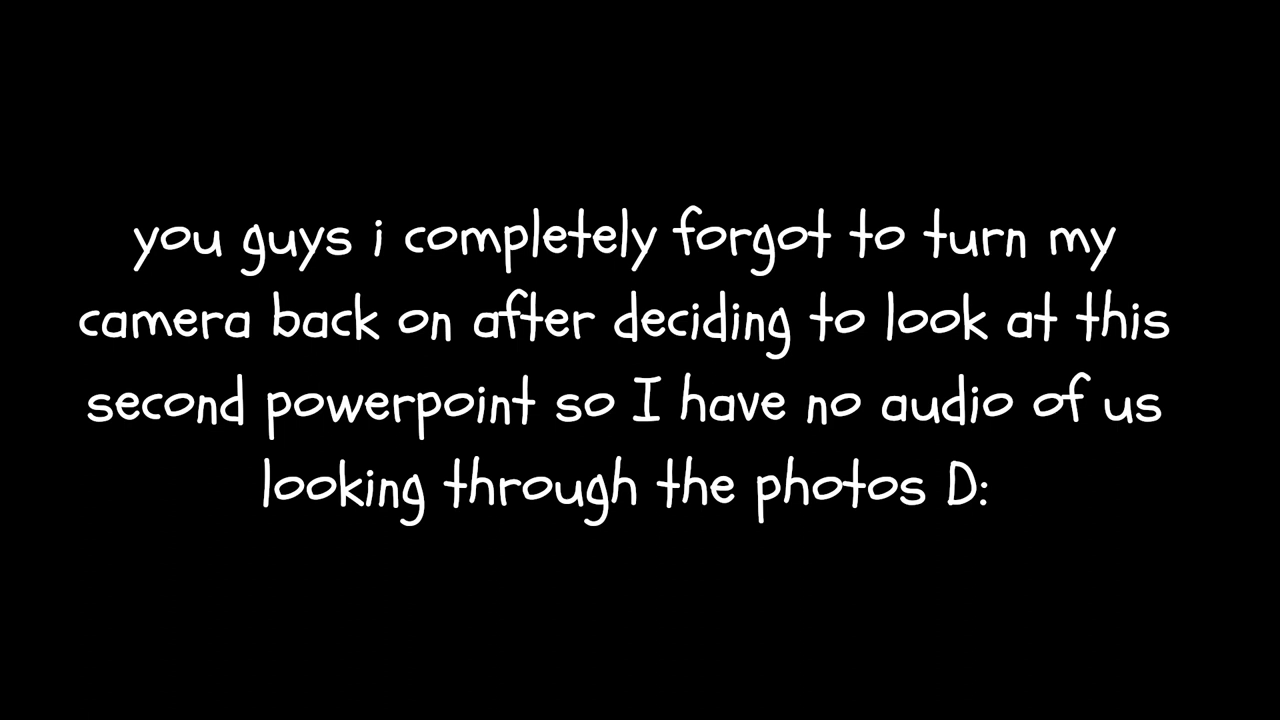 you guys i completely forgot to turn my
camera back on after deciding to look at this
second powerpoint so I have no audio of us
looking through the photos D: